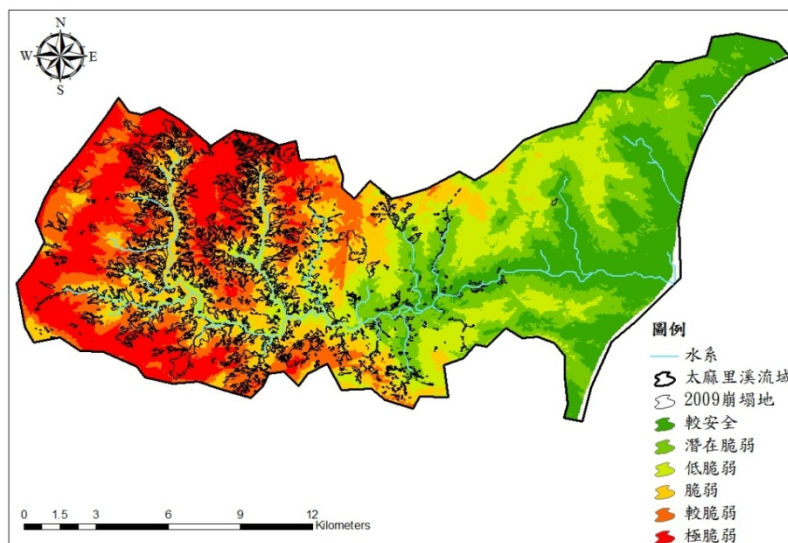 N
W E
S
圖例
水系
太麻里溪流域
2009崩塌地
較安全
潛在脆弱
低脆弱
脆弱
較脆弱
極脆弱
0 1.5 3 6 9 12
Kilometers